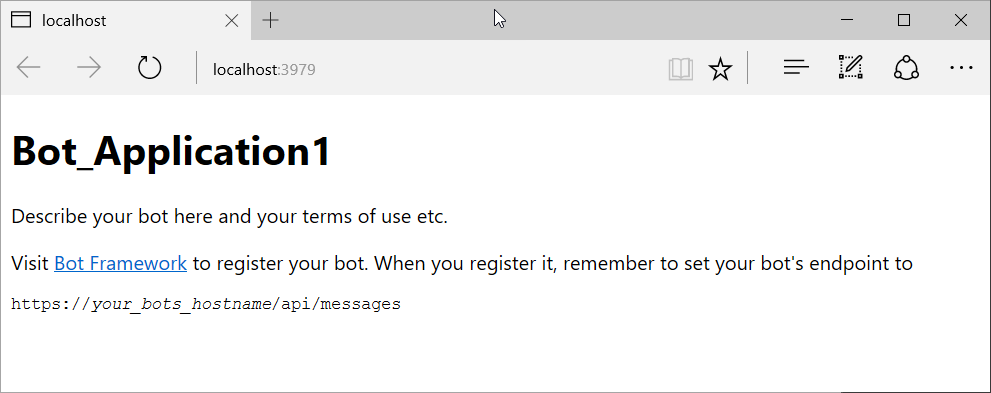 localhost
localhost:3979
Bot_Application1
Describe your bot here and your terms of use etc.
Visit Bot Framework to register your bot. When you register it, remember to set your bot's endpoint to
https://your_bots_hostname/api/messages